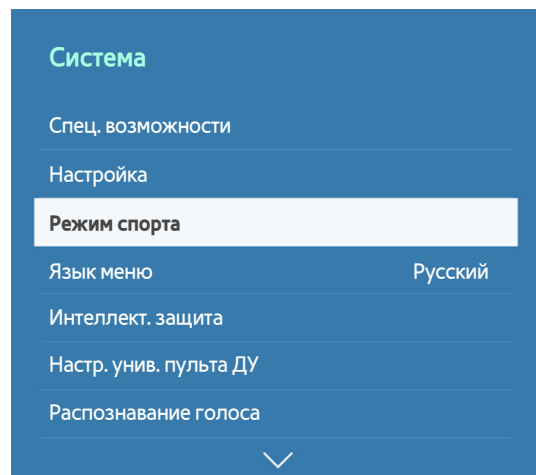 Система
Спец. возможности
Настройка
Режим спорта
Язык меню Русский
Интеллект. защита
Настр. унив. пульта ДУ
Распознавание голоса